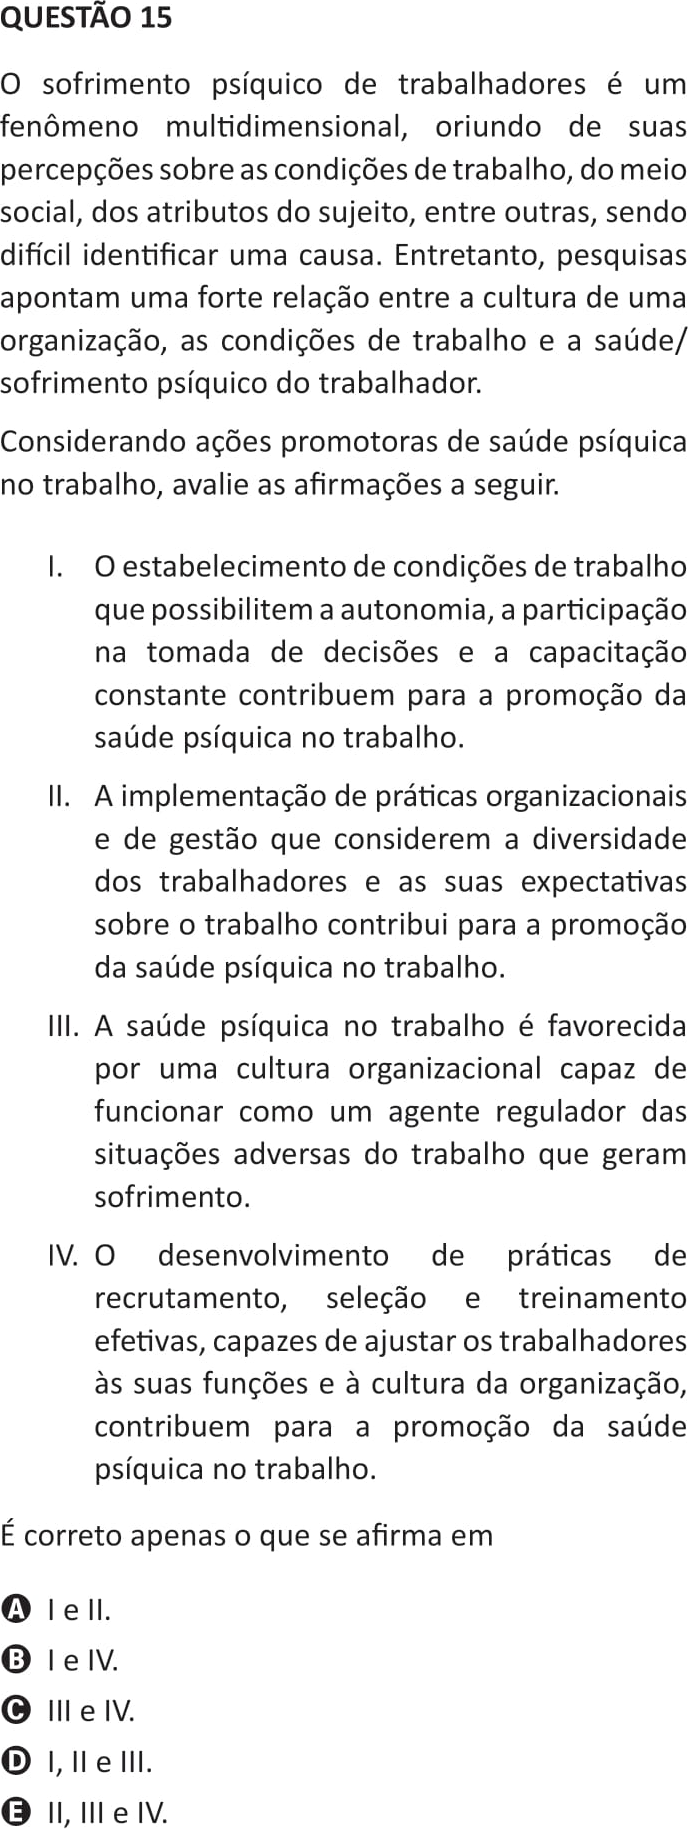 QUESTÃO 15
O sofrimento psíquico de trabalhadores é um
fenômeno multidimensional, oriundo de suas
percepções sobre as condições de trabalho, do meio
social, dos atributos do sujeito, entre outras, sendo
difícil identificar uma causa. Entretanto, pesquisas
apontam uma forte relação entre a cultura de uma
organização, as condições de trabalho e a saúde/
sofrimento psíquico do trabalhador.
Considerando ações promotoras de saúde psíquica
no trabalho, avalie as afirmações a seguir.
I. O estabelecimento de condições de trabalho
que possibilitem a autonomia, a participação
na tomada de decisões e a capacitação
constante contribuem para a promoção da
saúde psíquica no trabalho.
II. A implementação de práticas organizacionais
e de gestão que considerem a diversidade
dos trabalhadores e as suas expectativas
sobre o trabalho contribui para a promoção
da saúde psíquica no trabalho.
III. A saúde psíquica no trabalho é favorecida
por uma cultura organizacional capaz de
funcionar como um agente regulador das
situações adversas do trabalho que geram
sofrimento.
IV. O desenvolvimento de práticas de
recrutamento, seleção e treinamento
efetivas, capazes de ajustar os trabalhadores
às suas funções e à cultura da organização,
contribuem para a promoção da saúde
psíquica no trabalho.
É correto apenas o que se afirma em
A I e II.
B I e IV.
C III e IV.
D I, II e III.
E II, III e IV.